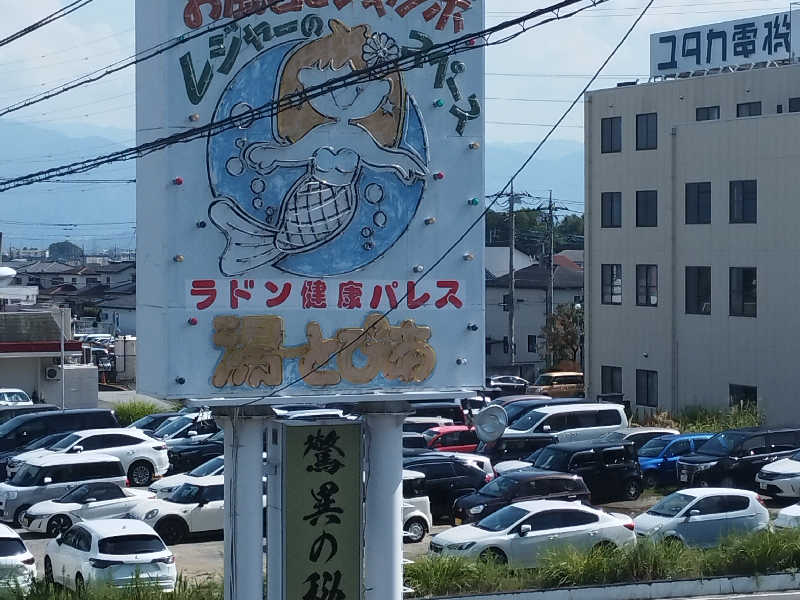 レジャーの
ラドン健康パレス
湯〜とぴあ
驚異の秘
ユタカ電機